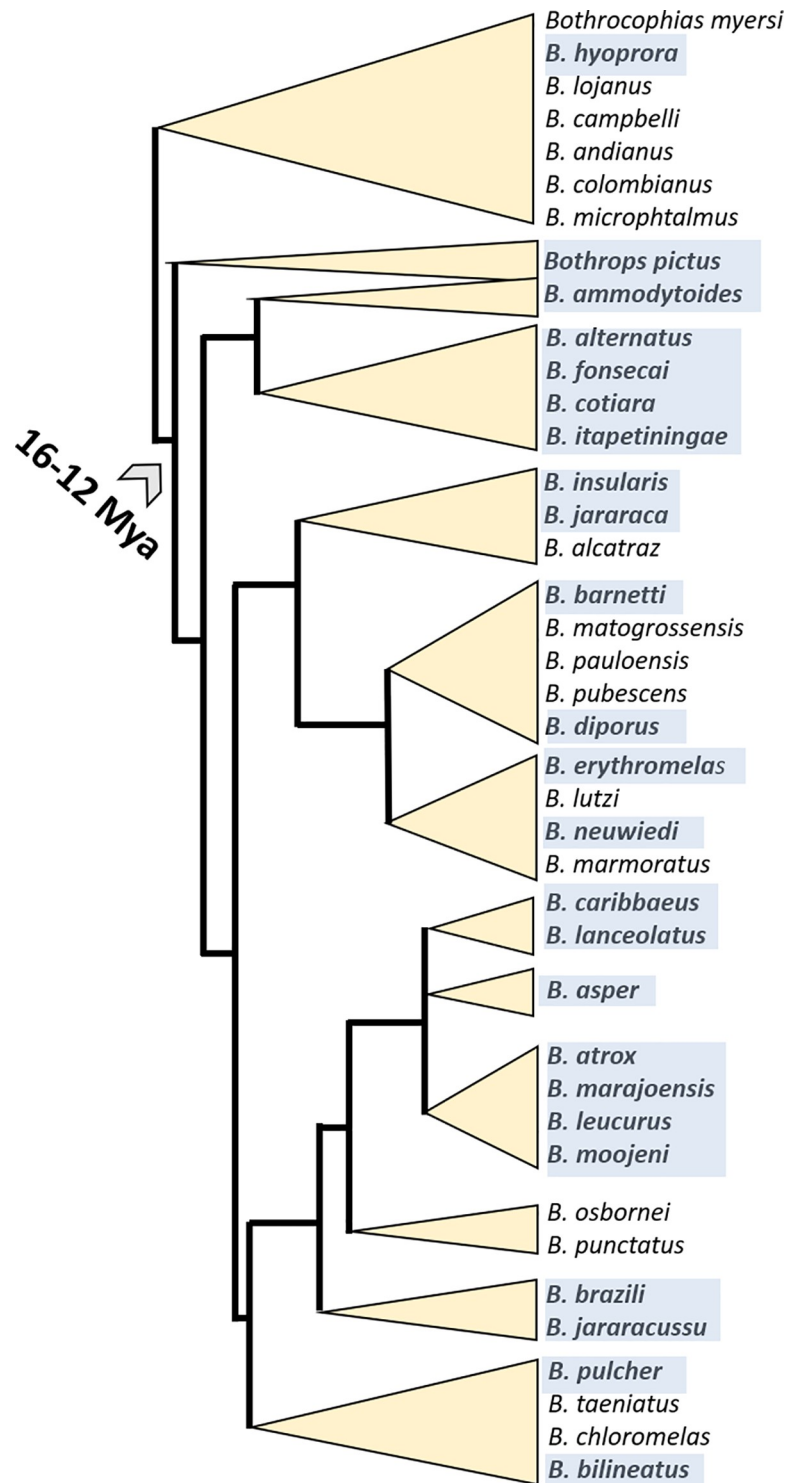 Bothrocophias myersi
B. hyoprora
B. lojanus
B. campbelli
B. andianus
B. colombianus
B. microphtalmus
Bothrops pictus
B. ammodytoides
B. alternatus
B. fonsecai
B. cotiara
B. itapetiningae
16-12 Mya
B. insularis
B. jararaca
B. alcatraz
B. barnetti
B. matogrossensis
B. pauloensis
B. pubescens
B. diporus
B. erythromelas
B. lutzi
B. neuwiedi
B. marmoratus
B. caribbaeus
B. lanceolatus
B. asper
B. atrox
B. marajoensis
B. leucurus
B. moojeni
B. osbornei
B. punctatus
B. brazili
B. jararacussu
B. pulcher
B. taeniatus
B. chloromelas
B. bilineatus